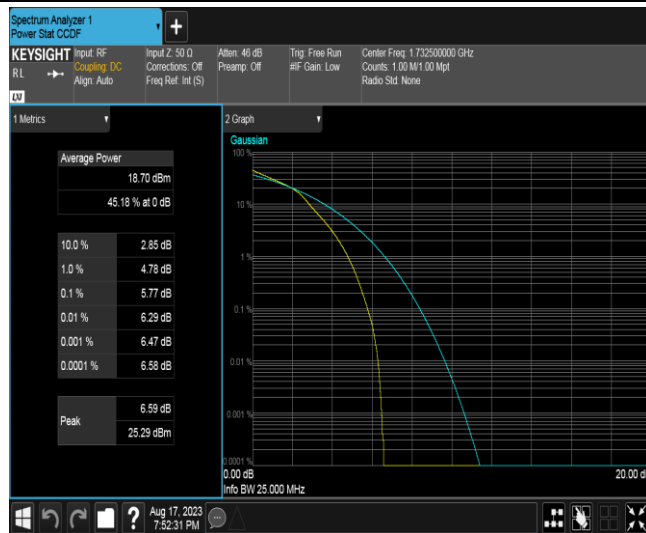 Spectrum Analyzer 1
Power Stat CCDF
+
KEYSIGHT
RL
LXI
Input: RF
Coupling: DC
Align: Auto
Input Z: 50 Ω
Corrections: Off
Freq Ref: Int (S)
Atten: 46 dB
Preamp: Off
Trig: Free Run
#IF Gain: Low
Center Freq: 1.732500000 GHz
Counts: 1.00 M/1.00 Mpt
Radio Std: None
1 Metrics
Average Power
18.70 dBm
45.18 % at 0 dB
10.0 % 2.85 dB
1.0 % 4.78 dB
0.1 % 5.77 dB
0.01 % 6.29 dB
0.001 % 6.47 dB
0.0001 % 6.58 dB
Peak
6.59 dB
25.29 dBm
2 Graph
Gaussian
100 %
10 %
1 %
0.1 %
0.01 %
0.001 %
0.0001 %
0.00 dB
20.00 d
Info BW 25.000 MHz
?
Aug 17, 2023
7:52:31 PM